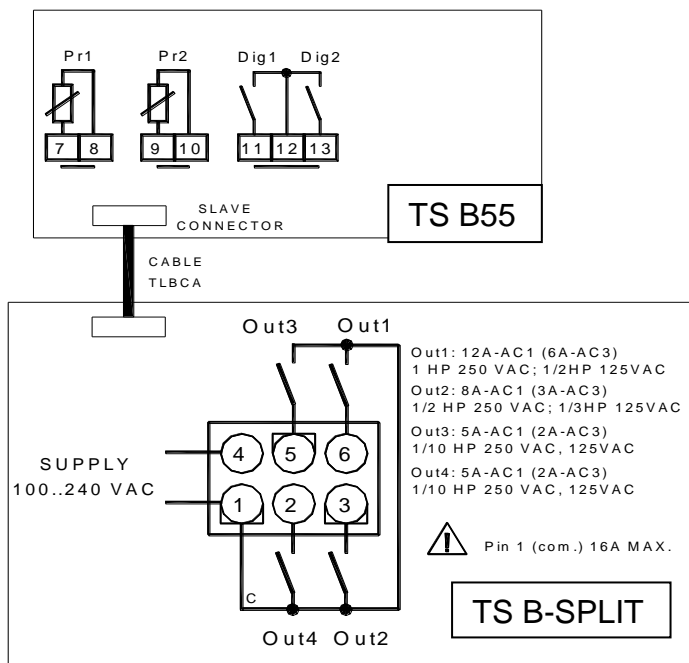 Pr1 Pr2 Dig1 Dig2
7 8 9 10 11 12 13
SLAVE
CONNECTOR
TS B55
CABLE
TLBCA
Out3 Out1
Out1: 12A-AC1 (6A-AC3)
1 HP 250 VAC; 1/2HP 125VAC
Out2: 8A-AC1 (3A-AC3)
1/2 HP 250 VAC; 1/3HP 125VAC
Out3: 5A-AC1 (2A-AC3)
1/10 HP 250 VAC, 125VAC
Out4: 5A-AC1 (2A-AC3)
1/10 HP 250 VAC, 125VAC
SUPPLY
100..240 VAC
4 5 6
1 2 3
! Pin 1 (com.) 16A MAX.
C
Out4 Out2
TS B-SPLIT